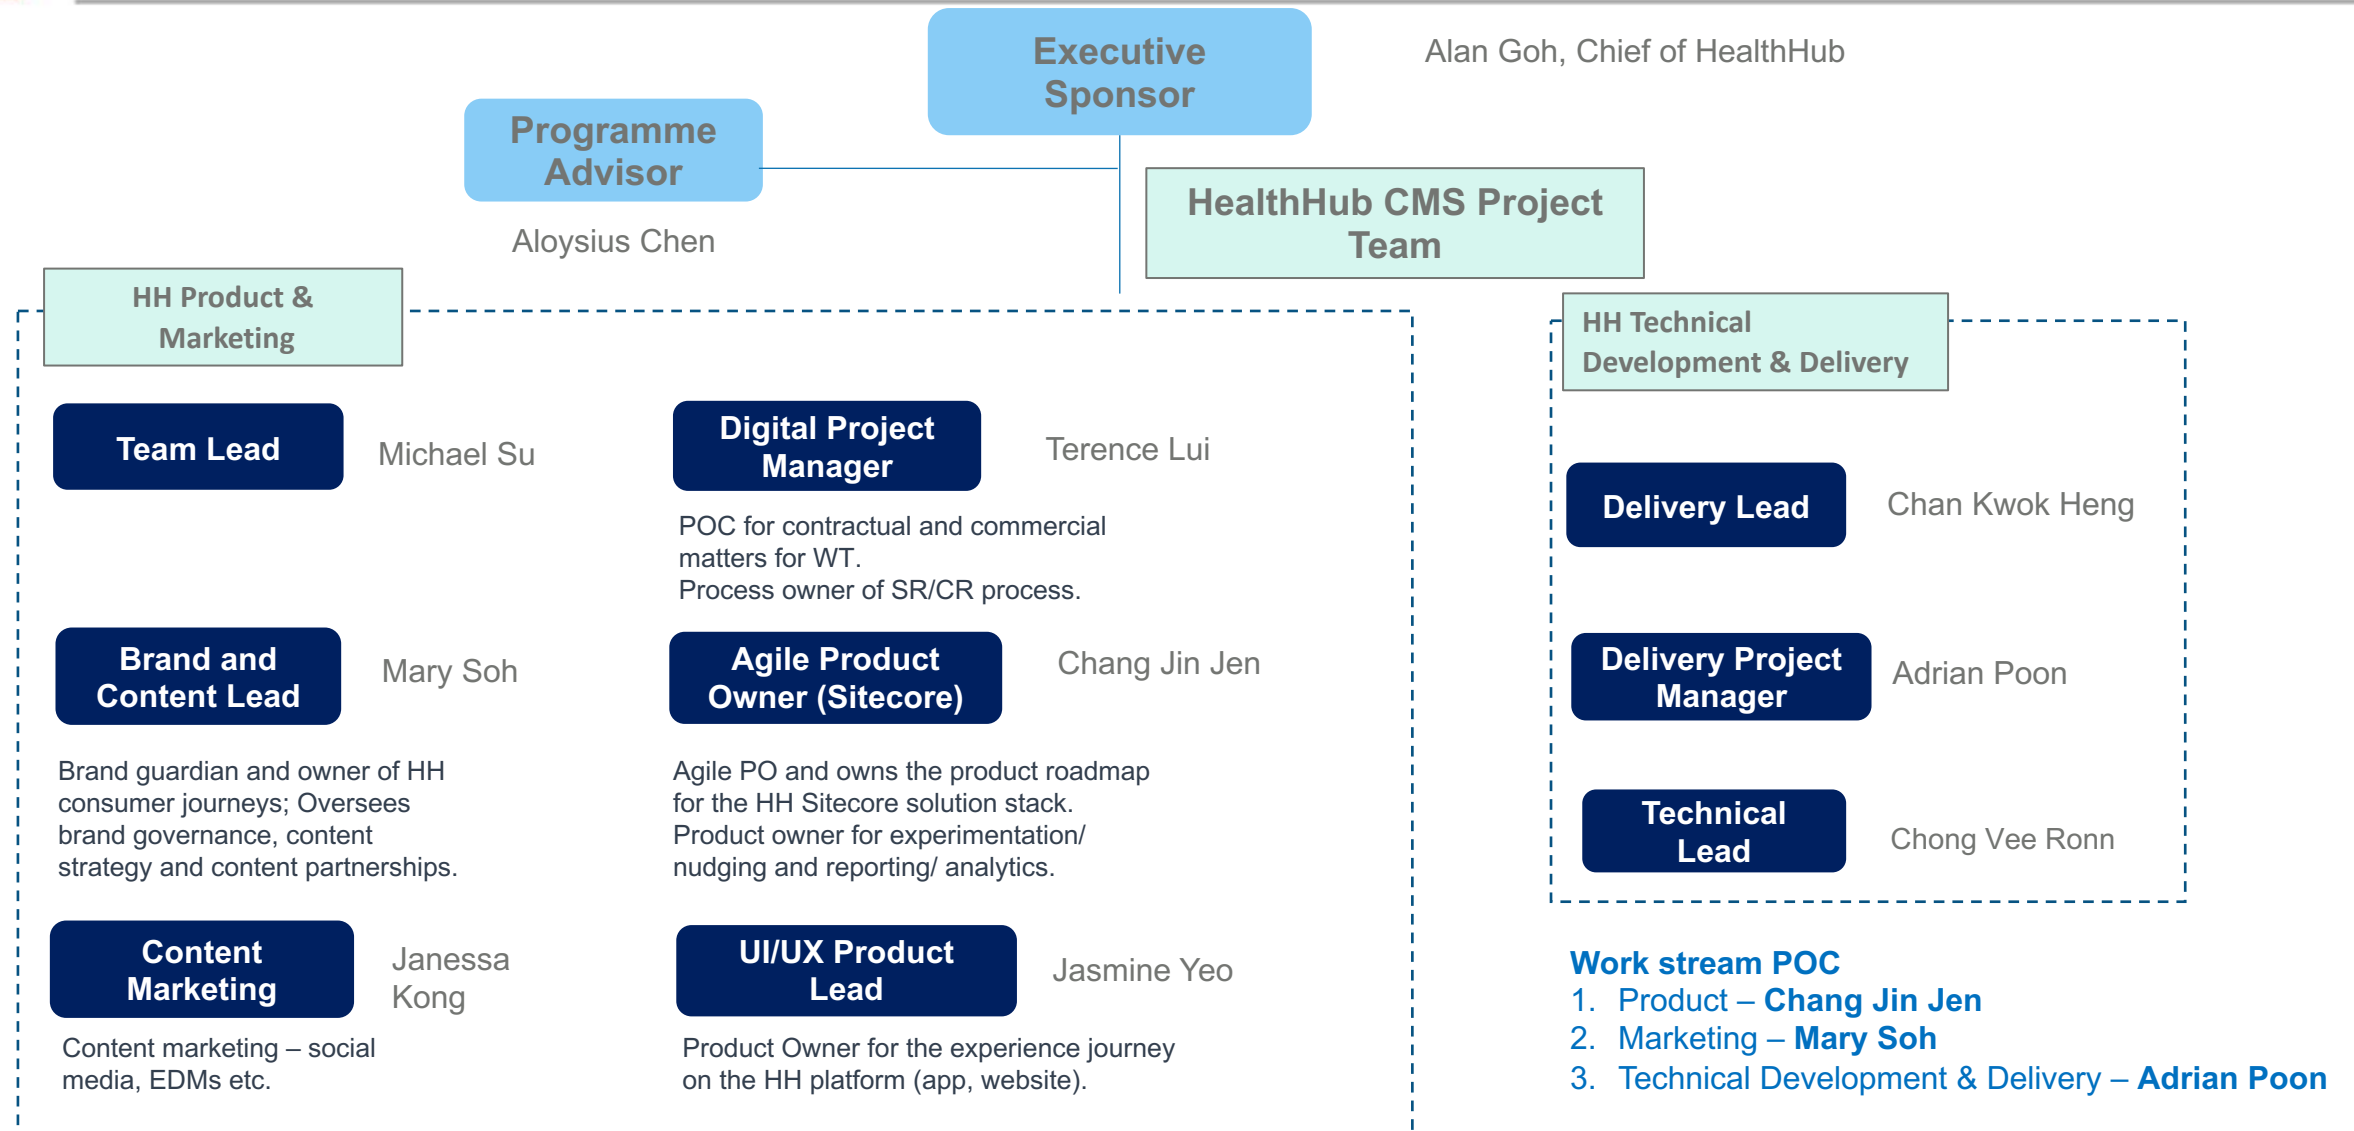 Executive
Sponsor
Alan Goh, Chief of HealthHub
Programme
Advisor
Aloysius Chen
HealthHub CMS Project
Team
HH Product &
Marketing
Team Lead
Michael Su
Digital Project
Manager
Terence Lui
POC for contractual and commercial
matters for WT.
Process owner of SR/CR process.
Brand and
Content Lead
Mary Soh
Brand guardian and owner of HH
consumer journeys; Oversees
brand governance, content
strategy and content partnerships.
Agile Product
Owner (Sitecore)
Chang Jin Jen
Agile PO and owns the product roadmap
for the HH Sitecore solution stack.
Product owner for experimentation/
nudging and reporting/ analytics.
Content
Marketing
Janessa
Kong
Content marketing – social
media, EDMs etc.
UI/UX Product
Lead
Jasmine Yeo
Product Owner for the experience journey
on the HH platform (app, website).
HH Technical
Development & Delivery
Delivery Lead
Chan Kwok Heng
Delivery Project
Manager
Adrian Poon
Technical
Lead
Chong Vee Ronn
Work stream POC
1. Product – Chang Jin Jen
2. Marketing – Mary Soh
3. Technical Development & Delivery – Adrian Poon